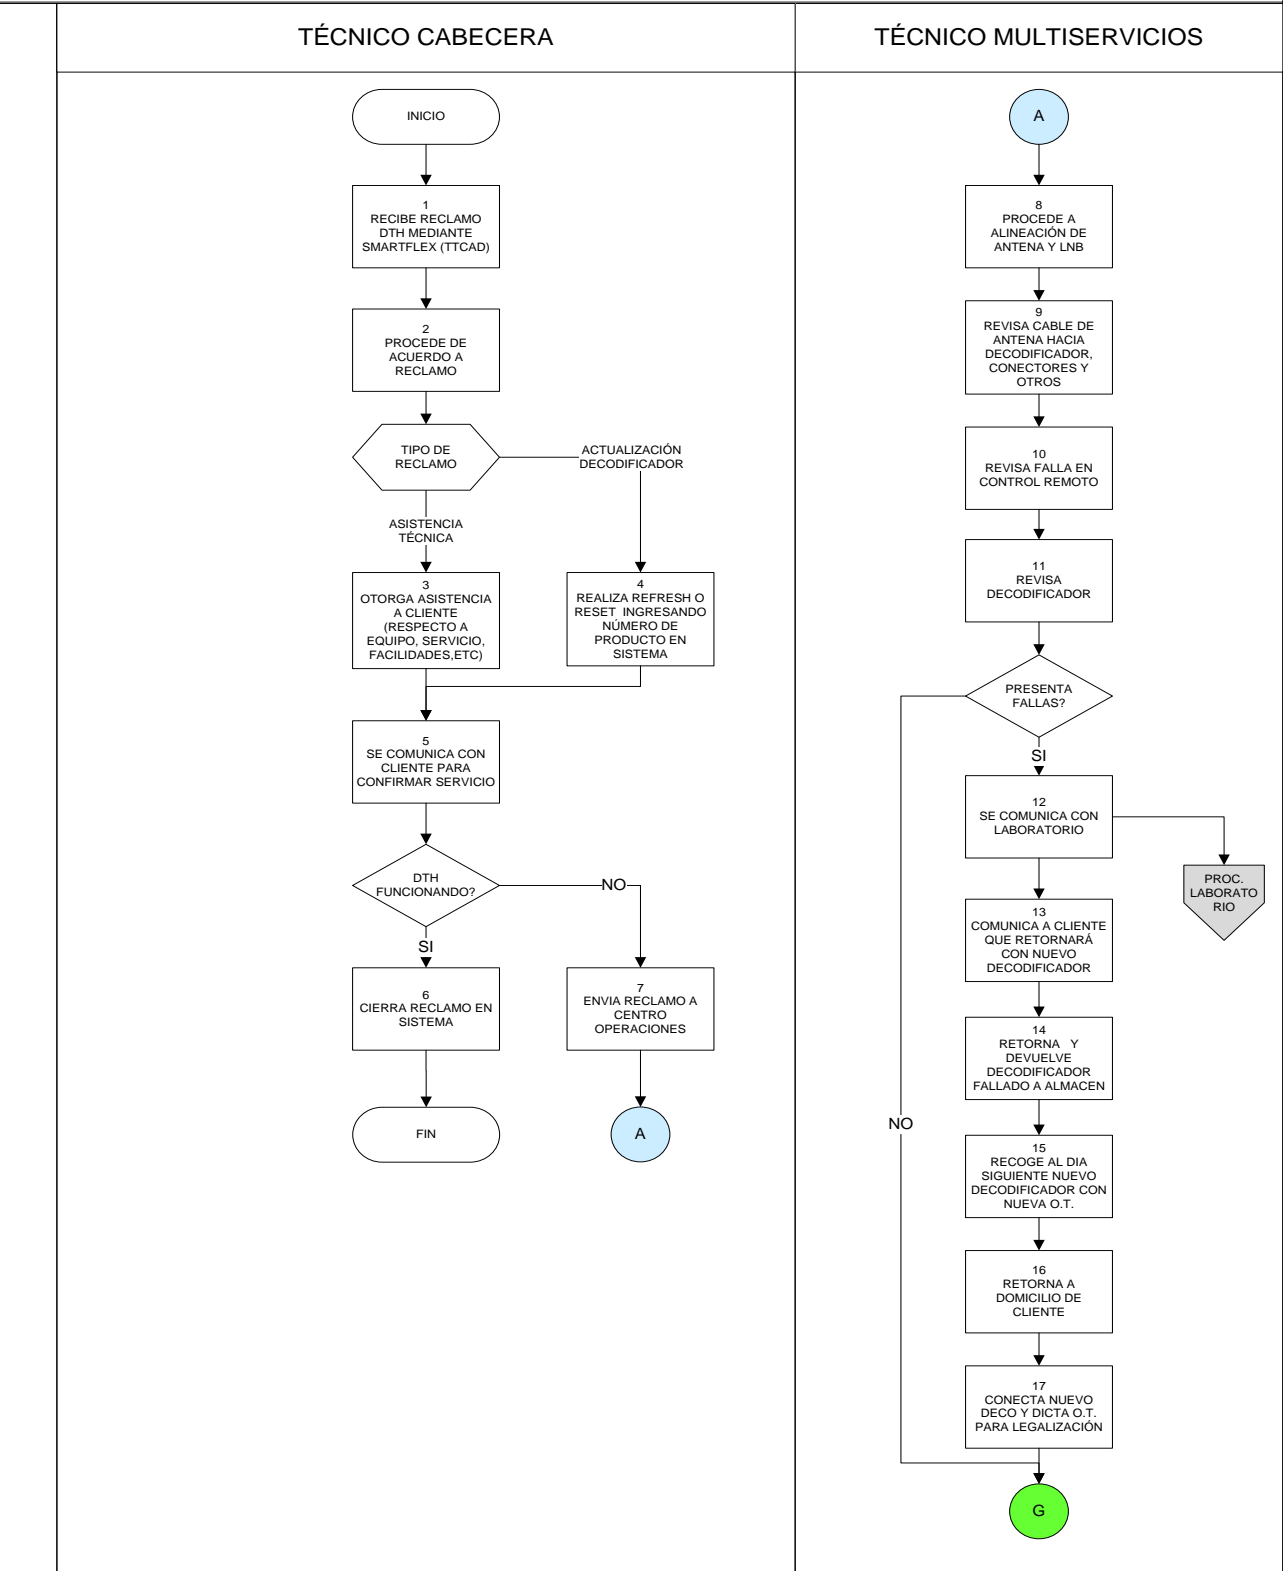 TÉCNICO CABECERA
INICIO
1
RECIBE RECLAMO
DTH MEDIANTE
SMARTFLEX (TTCAD)
2
PROCEDE DE
ACUERDO A
RECLAMO
TIPO DE
RECLAMO
ACTUALIZACIÓN
DECODIFICADOR
ASISTENCIA
TÉCNICA
3
OTORGA ASISTENCIA
A CLIENTE
(RESPECTO A
EQUIPO, SERVICIO,
FACILIDADES,ETC)
4
REALIZA REFRESH O
RESET INGRESANDO
NÚMERO DE
PRODUCTO EN
SISTEMA
5
SE COMUNICA CON
CLIENTE PARA
CONFIRMAR SERVICIO
DTH
FUNCIONANDO?
NO
SI
6
CIERRA RECLAMO EN
SISTEMA
7
ENVIA RECLAMO A
CENTRO
OPERACIONES
FIN
A
TÉCNICO MULTISERVICIOS
A
8
PROCEDE A
ALINEACIÓN DE
ANTENA Y LNB
9
REVISA CABLE DE
ANTENA HACIA
DECODIFICADOR,
CONECTORES Y
OTROS
10
REVISA FALLA EN
CONTROL REMOTO
11
REVISA
DECODIFICADOR
PRESENTA
FALLAS?
SI
12
SE COMUNICA CON
LABORATORIO
PROC.
LABORATO
RIO
13
COMUNICA A CLIENTE
QUE RETORNARÁ
CON NUEVO
DECODIFICADOR
14
RETORNA Y
DEVUELVE
DECODIFICADOR
FALLADO A ALMACEN
NO
15
RECOGE AL DIA
SIGUIENTE NUEVO
DECODIFICADOR CON
NUEVA O.T.
16
RETORNA A
DOMICILIO DE
CLIENTE
17
CONECTA NUEVO
DECO Y DICTA O.T.
PARA LEGALIZACIÓN
G